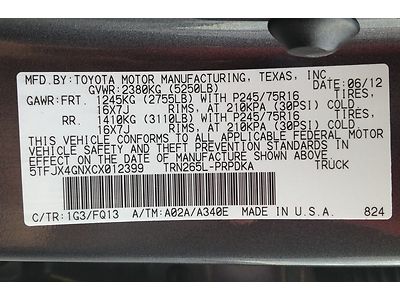 MFD.BY:TOYOTA MOTOR MANUFACTURING, TEXAS, INC.
GVWR:2380KG (5250LB) DATE:06/12
GAWR:FRT. 1245KG (2755LB) WITH P245/75R16 TIRES,
16X7J RIMS, AT 210KPA (30PSI) COLD
RR. 1410KG (3110LB) WITH P245/75R16 TIRES,
16X7J RIMS, AT 210KPA (30PSI) COLD
THIS VEHICLE CONFORMS TO ALL APPLICABLE FEDERAL MOTOR
VEHICLE SAFETY STANDARDS IN EFFECT ON THE DATE OF
MANUFACTURE SHOWN ABOVE.
5TFJX4GNXCX012399 TRN265L-PRPDKA TRUCK
C/TR:1G3/FQ13 A/TM:A02A/A340E MADE IN U.S.A. 824